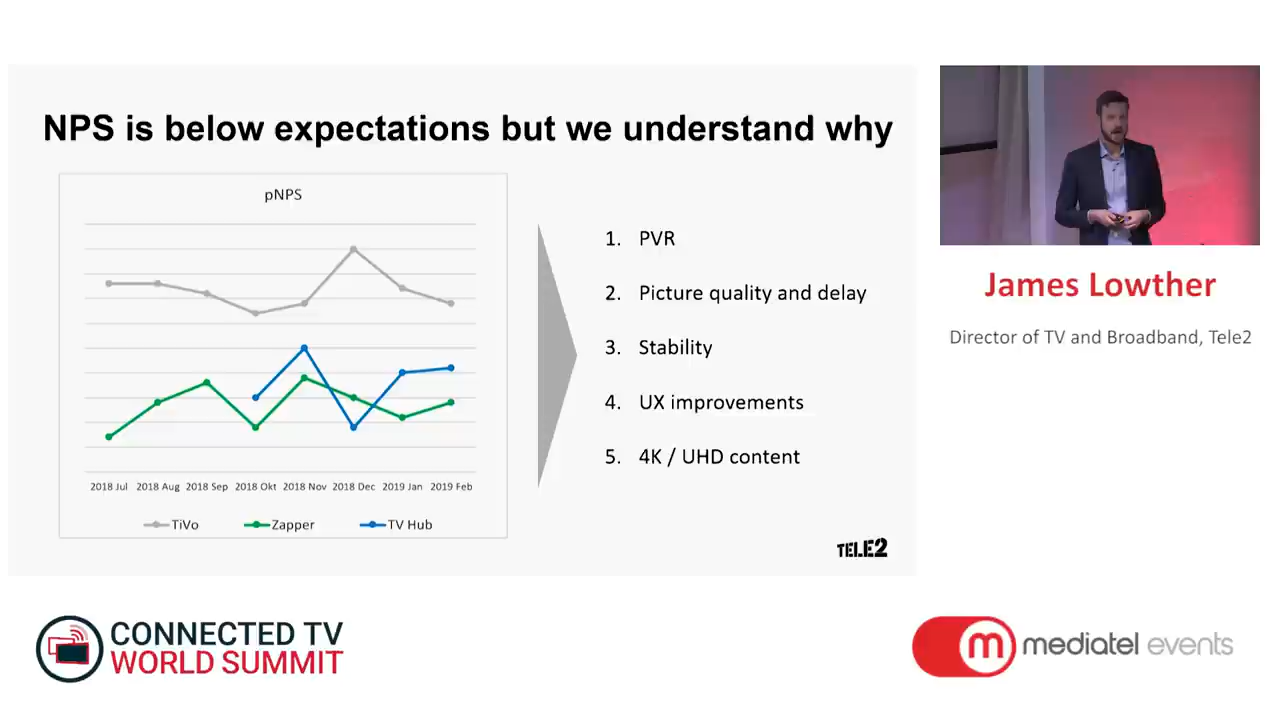 NPS is below expectations but we understand why
pNPS
2018 Jul 2018 Aug 2018 Sep 2018 Okt 2018 Nov 2018 Dec 2019 Jan 2019 Feb
TiVo Zapper TV Hub
1. PVR
2. Picture quality and delay
3. Stability
4. UX improvements
5. 4K / UHD content
TELE2
James Lowther
Director of TV and Broadband, Tele2
CONNECTED TV
WORLD SUMMIT
m mediatel events